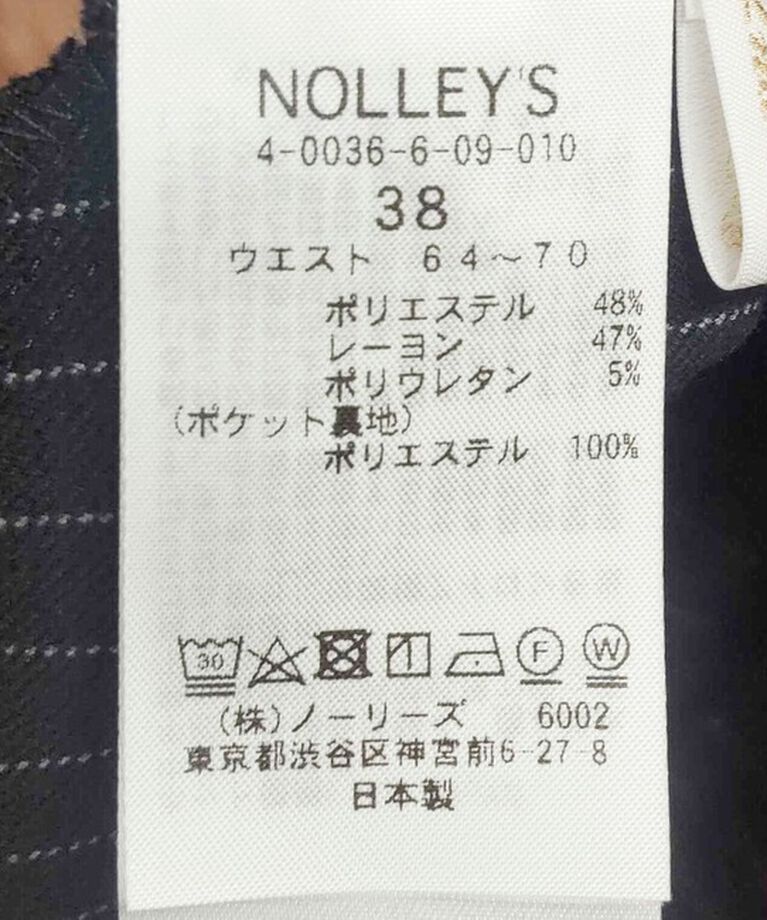 NOLLEY'S
4-0036-6-09-010
38
ウエスト　64～70
ポリエステル　48%
レーヨン　47%
ポリウレタン　5%
(ポケット裏地)
ポリエステル　100%
30 F W
(株)ノーリーズ　6002
東京都渋谷区神宮前6-27-8
日本製